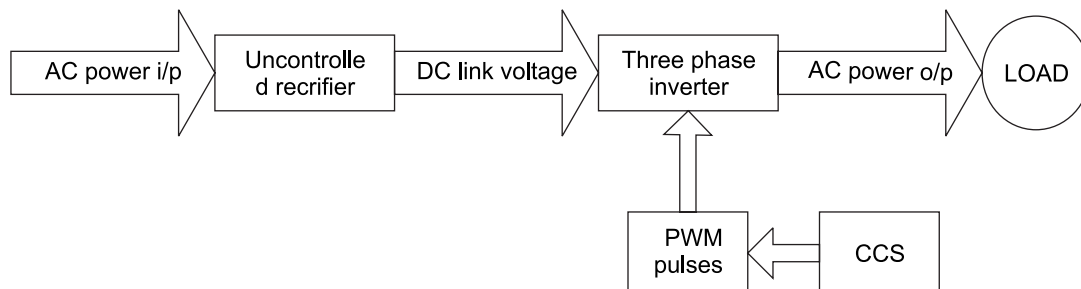 AC power i/p
Uncontrolle
d recrifier
DC link voltage
Three phase
inverter
AC power o/p
LOAD
PWM
pulses
CCS